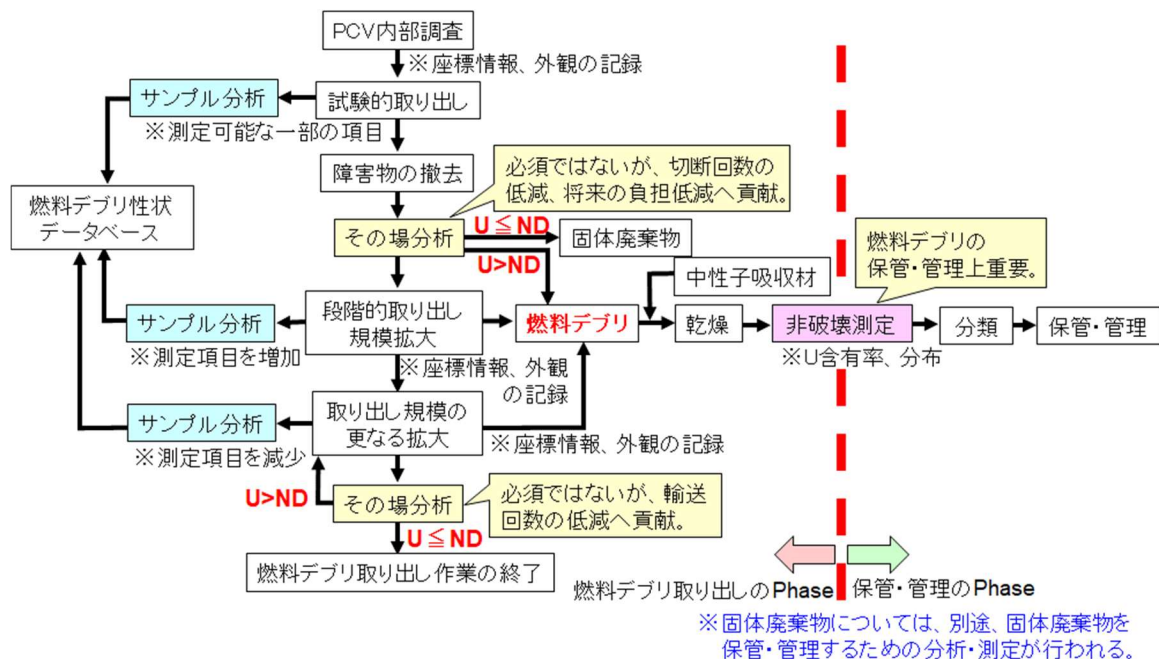 PCV内部調査
※座標情報、外観の記録
サンプル分析
試験的取り出し
※測定可能な一部の項目
障害物の撤去
必須ではないが、切断回数の
低減、将来の負担低減へ貢献。
燃料デブリ性状
データベース
その場分析
U≦ND
固体廃棄物
U>ND
燃料デブリの
保管・管理上重要。
中性子吸収材
サンプル分析
段階的取り出し
規模拡大
燃料デブリ
乾燥
非破壊測定
分類
保管・管理
※測定項目を増加
※U含有率、分布
※座標情報、外観
の記録
サンプル分析
取り出し規模の
更なる拡大
※座標情報、外観の記録
※測定項目を減少
U>ND
その場分析
必須ではないが、輸送
回数の低減へ貢献。
U≦ND
燃料デブリ取り出し作業の終了
燃料デブリ取り出しのPhase
保管・管理のPhase
※固体廃棄物については、別途、固体廃棄物を
保管・管理するための分析・測定が行われる。